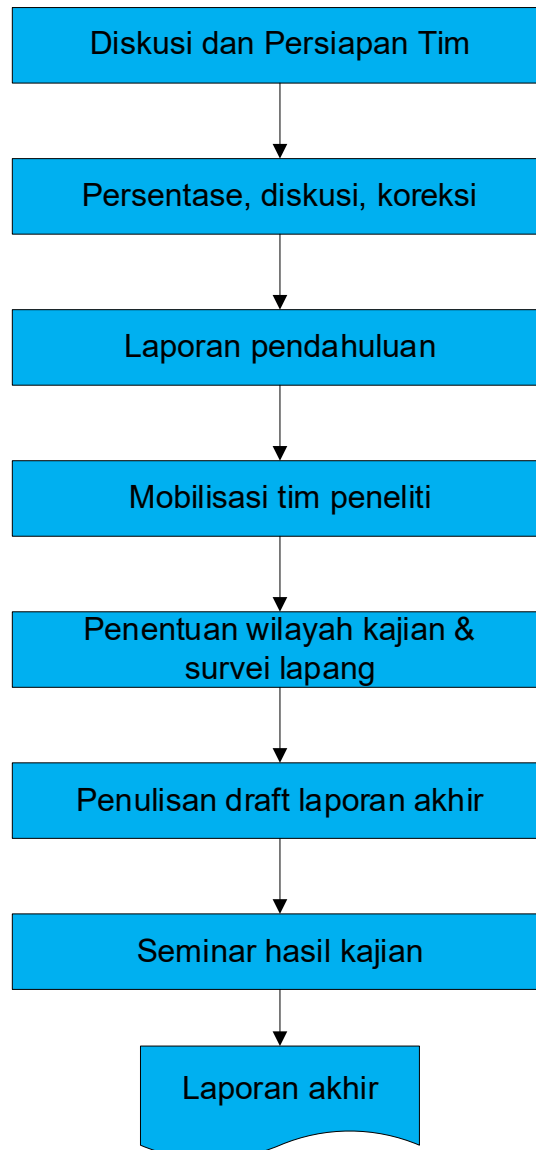 Diskusi dan Persiapan Tim
Persentase, diskusi, koreksi
Laporan pendahuluan
Mobilisasi tim peneliti
Penentuan wilayah kajian &
survei lapang
Penulisan draft laporan akhir
Seminar hasil kajian
Laporan akhir